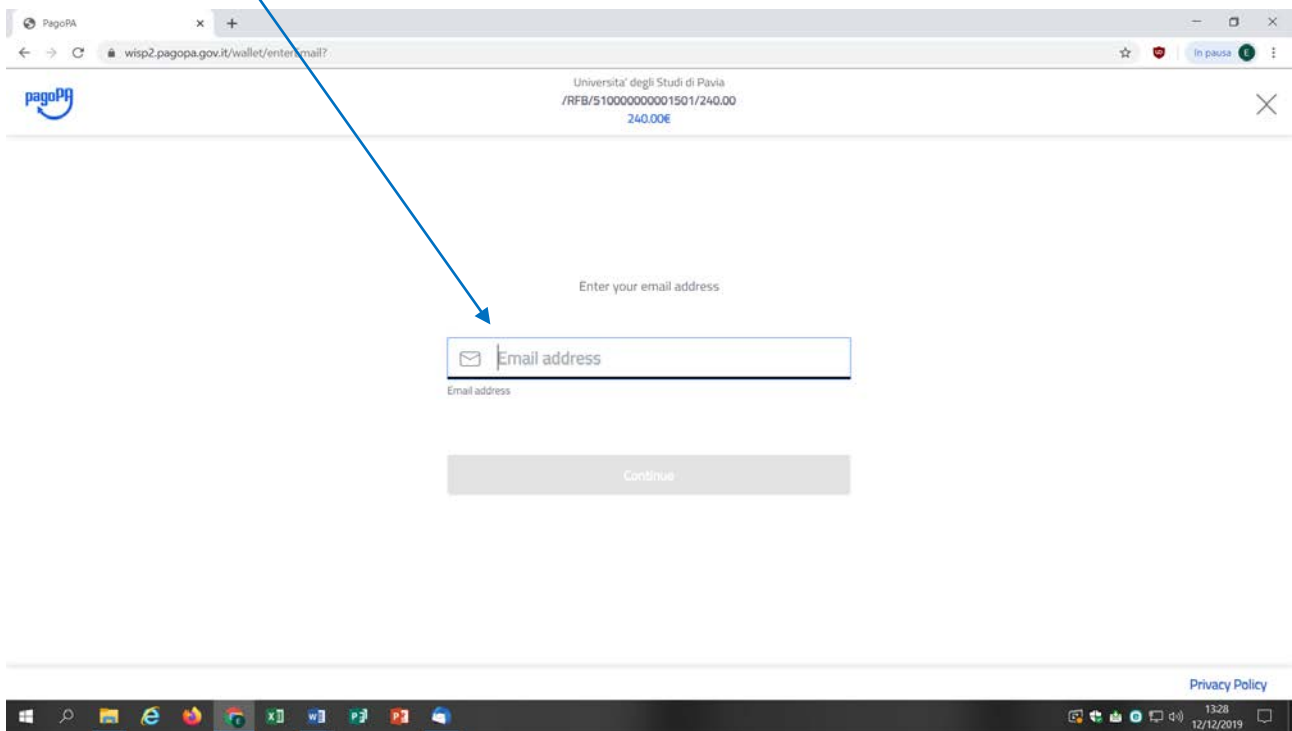 PagoPA
wisp2.pagopa.gov.it/wallet/enterEmail?
In pausa E
pagoPA
Universita' degli Studi di Pavia
/RFB/510000000001501/240.00
240.00€
Enter your email address
Email address
Email address
Continue
Privacy Policy
13:28
12/12/2019